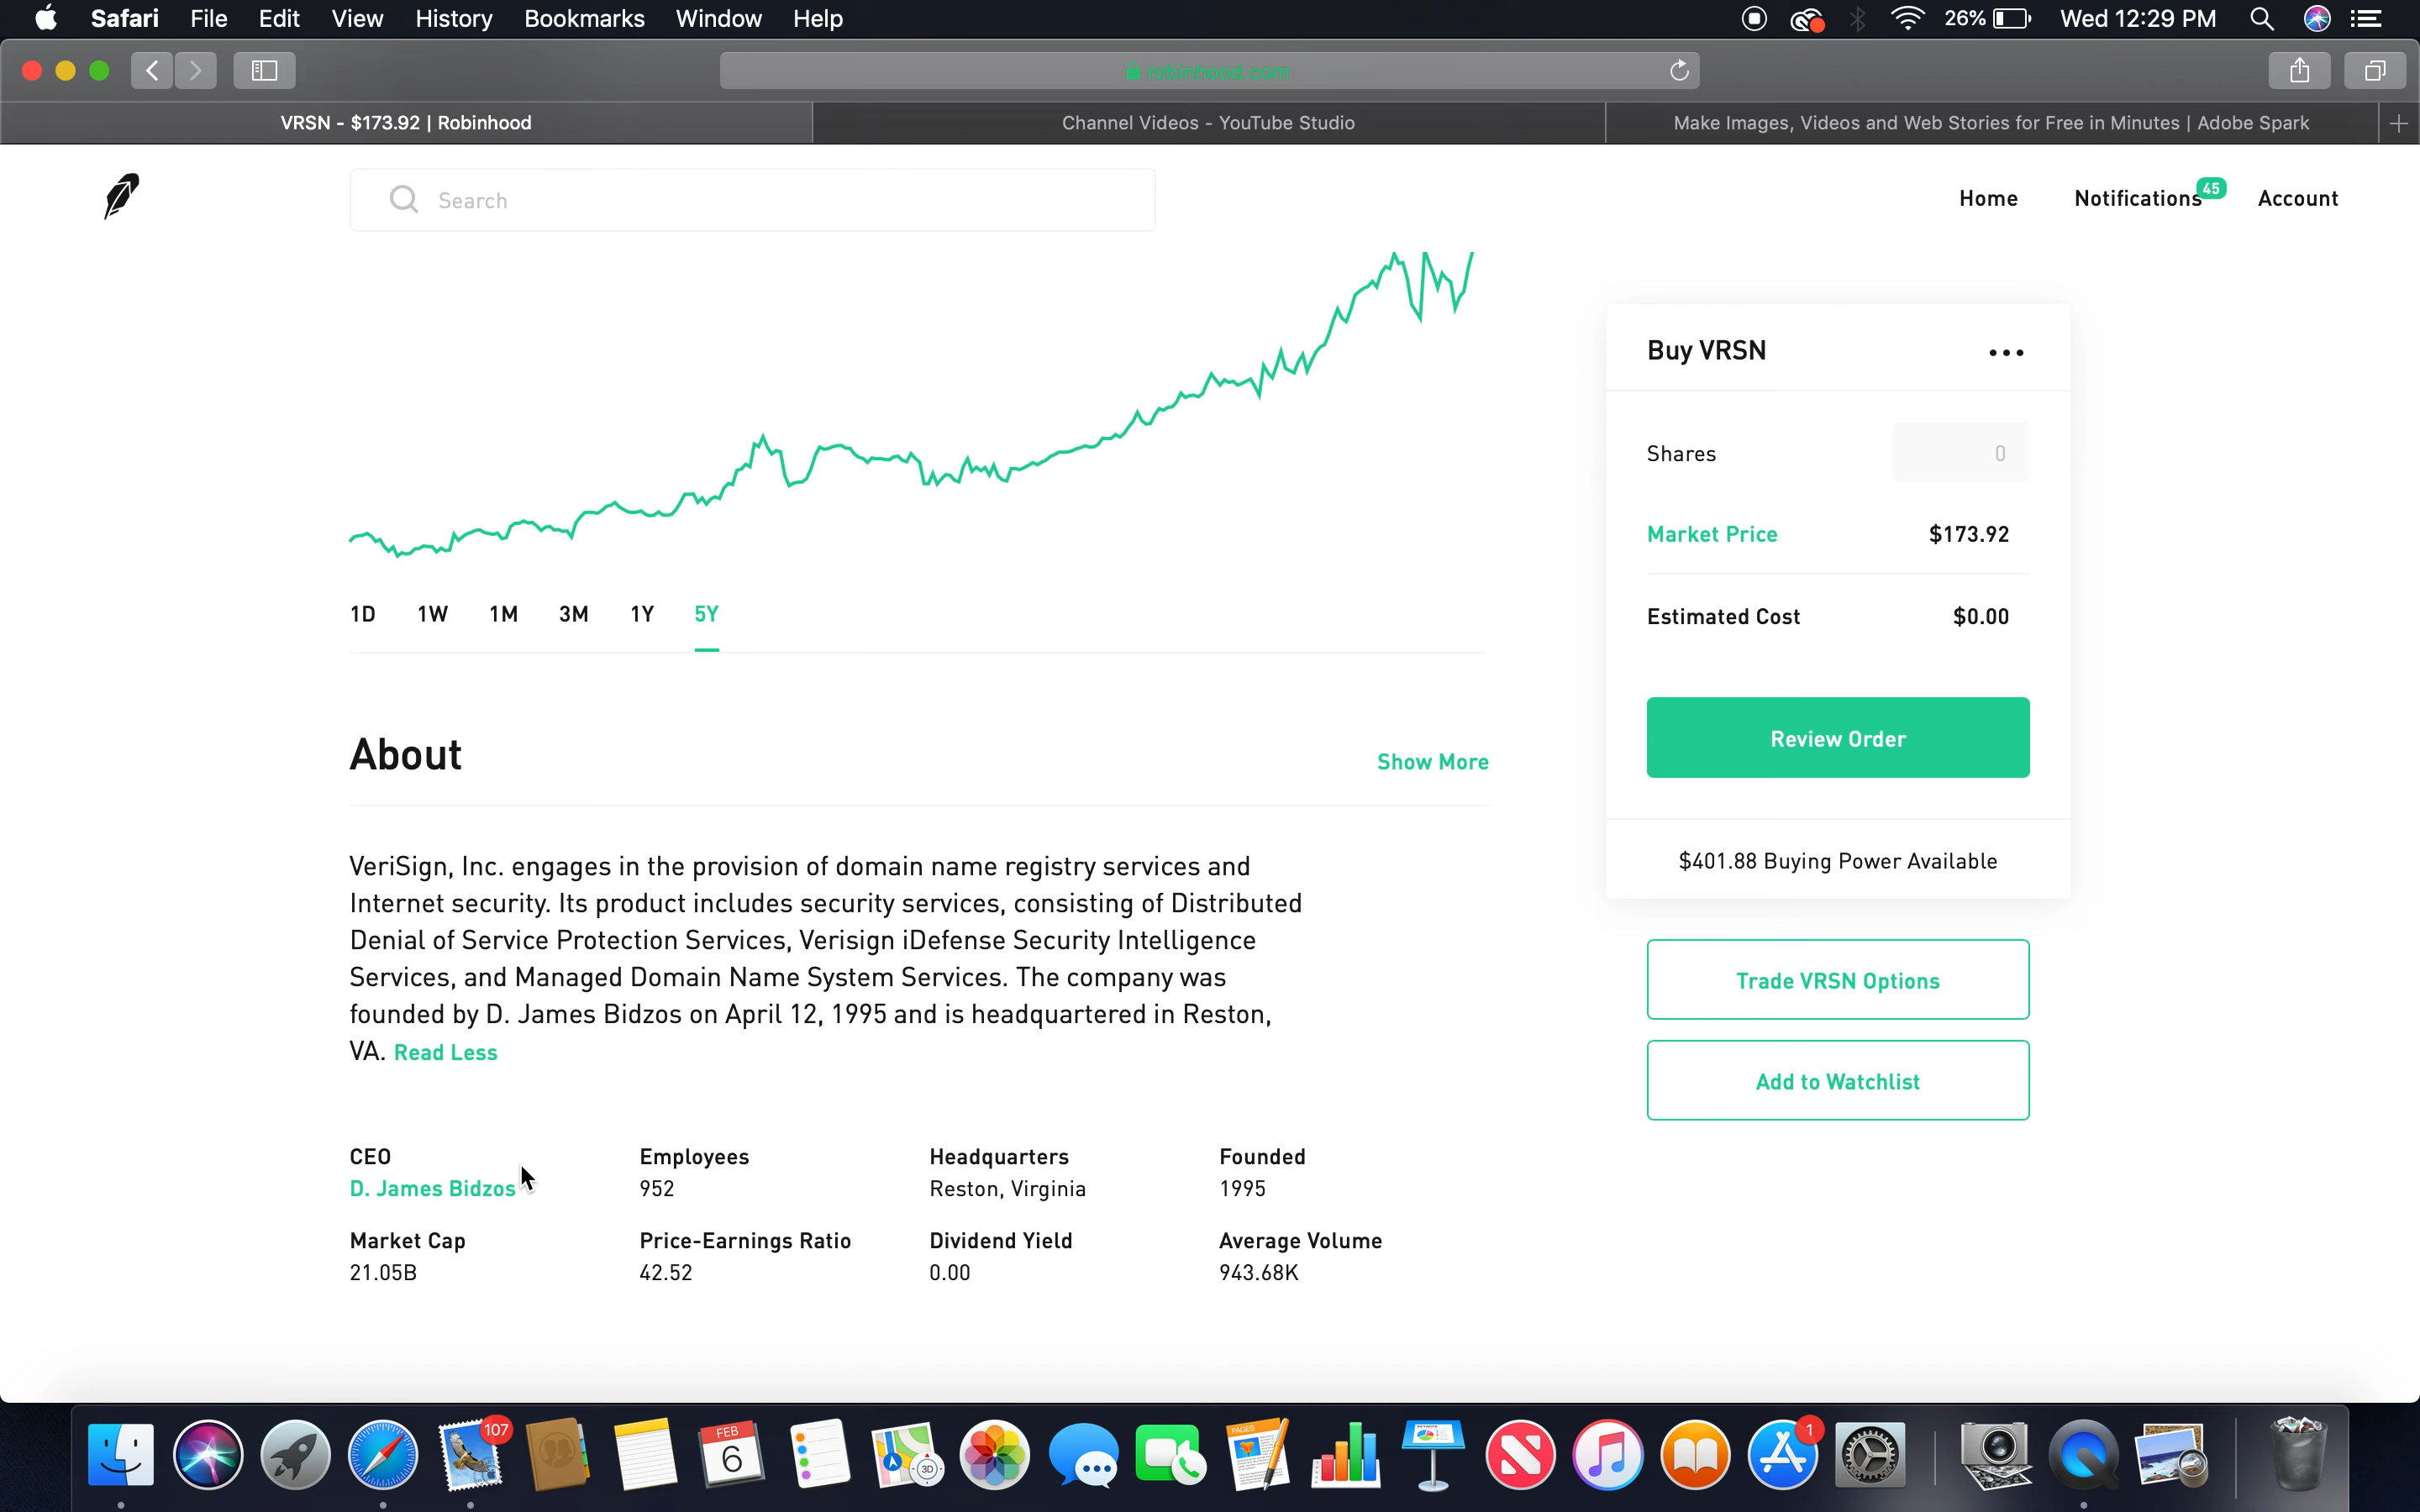 Safari File Edit View History Bookmarks Window Help 26% Wed 12:29 PM
robinhood.com
VRSN - $173.92 | Robinhood Channel Videos - YouTube Studio Make Images, Videos and Web Stories for Free in Minutes | Adobe Spark
Search Home Notifications 45 Account
Buy VRSN
Shares 0
Market Price $173.92
1D 1W 1M 3M 1Y 5Y
Estimated Cost $0.00
Review Order
About Show More
$401.88 Buying Power Available
VeriSign, Inc. engages in the provision of domain name registry services and
Internet security. Its product includes security services, consisting of Distributed
Denial of Service Protection Services, Verisign iDefense Security Intelligence
Services, and Managed Domain Name System Services. The company was
founded by D. James Bidzos on April 12, 1995 and is headquartered in Reston,
VA. Read Less
Trade VRSN Options
Add to Watchlist
CEO Employees Headquarters Founded
D. James Bidzos 952 Reston, Virginia 1995
Market Cap Price-Earnings Ratio Dividend Yield Average Volume
21.05B 42.52 0.00 943.68K
107 FEB 6 3D PAGES 1